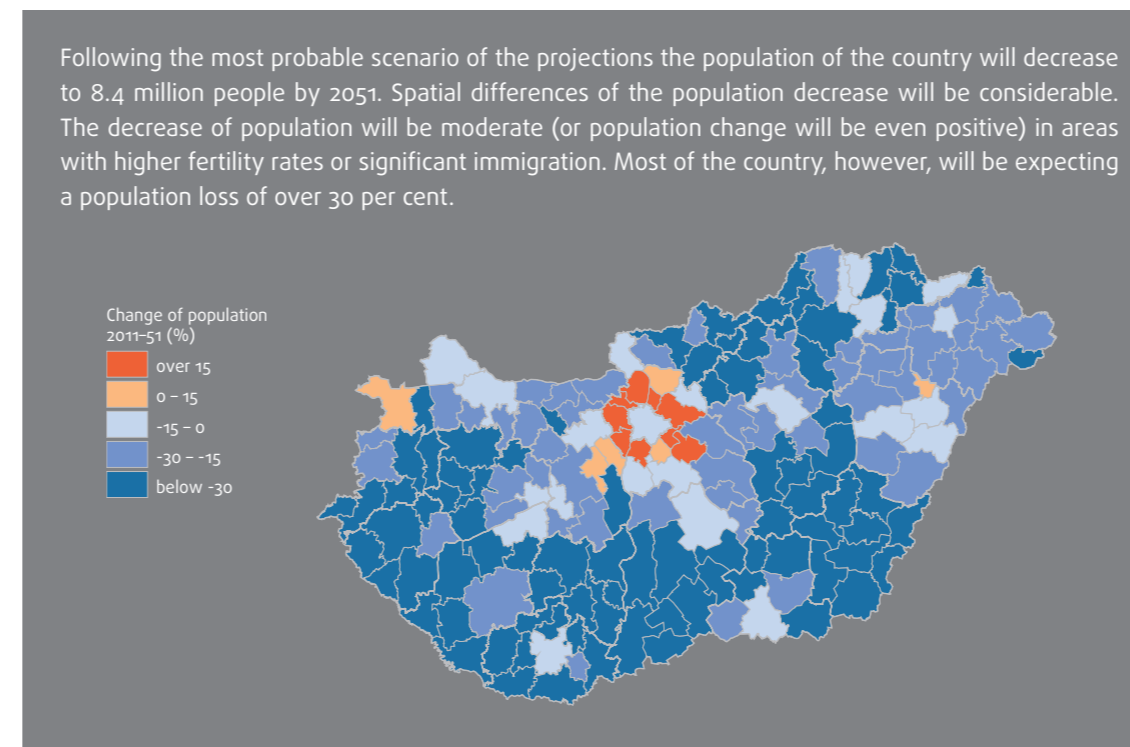 Following the most probable scenario of the projections the population of the country will decrease
to 8.4 million people by 2051. Spatial differences of the population decrease will be considerable.
The decrease of population will be moderate (or population change will be even positive) in areas
with higher fertility rates or significant immigration. Most of the country, however, will be expecting
a population loss of over 30 per cent.
Change of population
2011–51 (%)
over 15
0 – 15
-15 – 0
-30 – -15
below -30